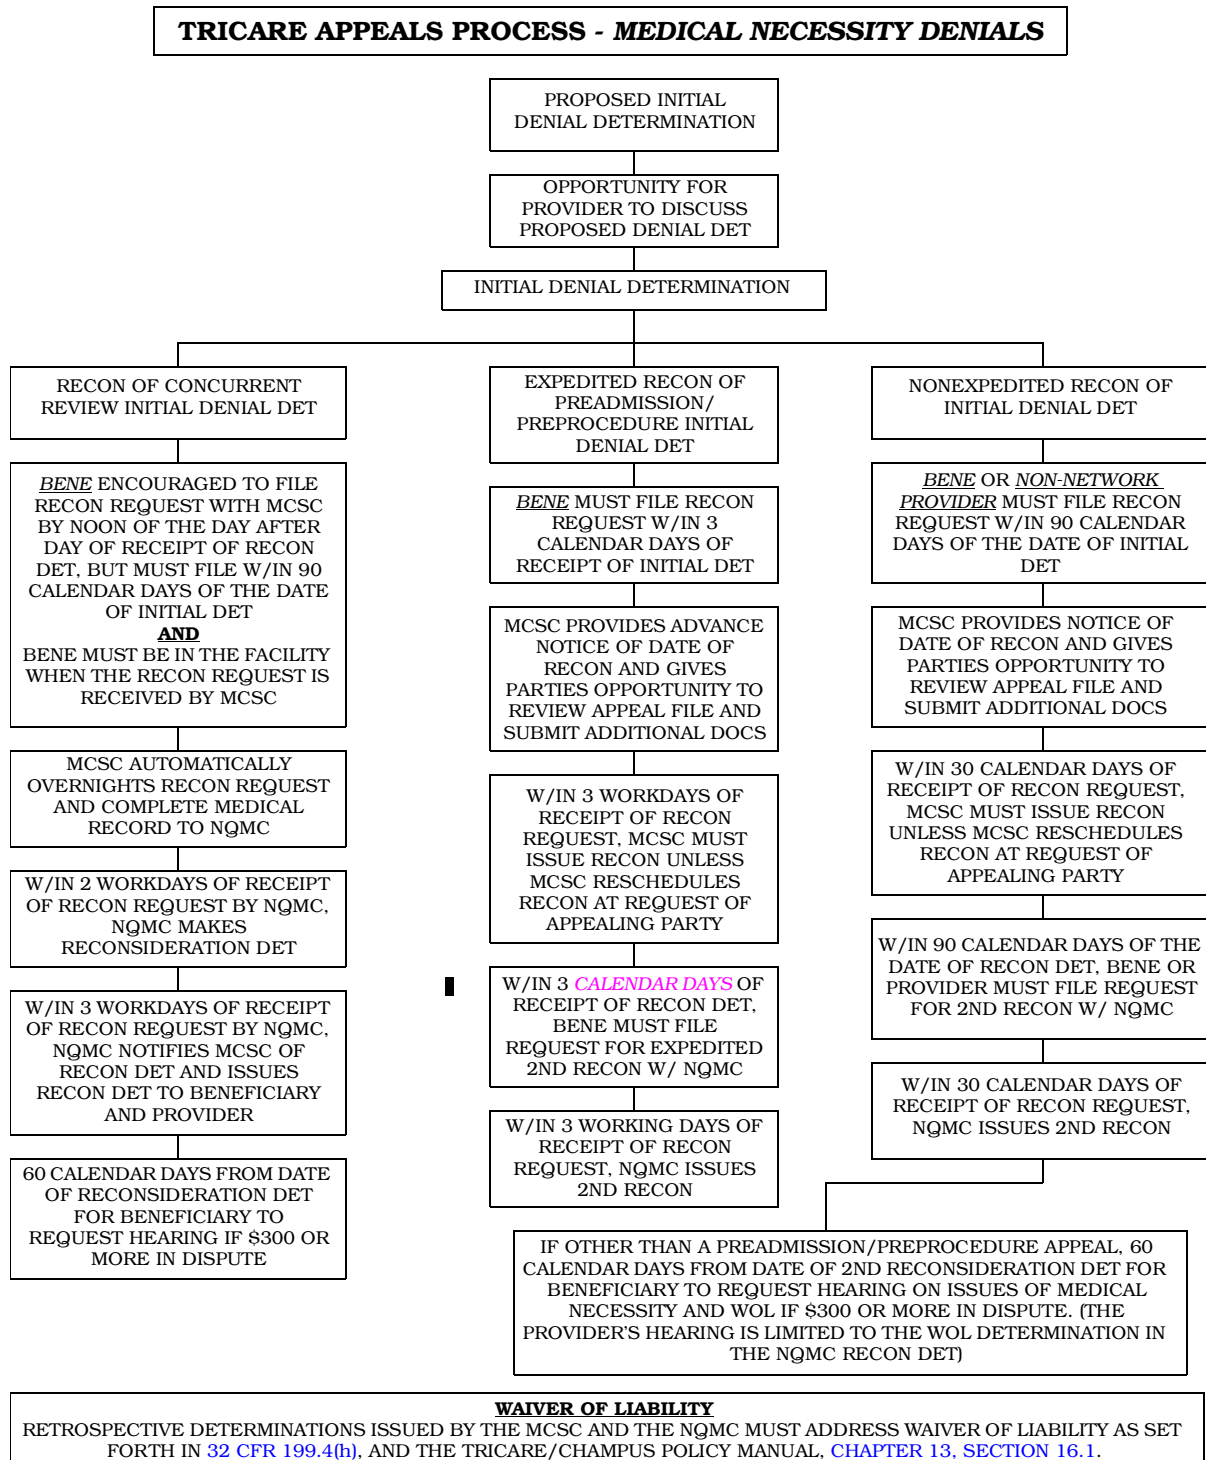 TRICARE APPEALS PROCESS - MEDICAL NECESSITY DENIALS
PROPOSED INITIAL
DENIAL DETERMINATION
OPPORTUNITY FOR
PROVIDER TO DISCUSS
PROPOSED DENIAL DET
INITIAL DENIAL DETERMINATION
RECON OF CONCURRENT
REVIEW INITIAL DENIAL DET
BENE ENCOURAGED TO FILE
RECON REQUEST WITH MCSC
BY NOON OF THE DAY AFTER
DAY OF RECEIPT OF RECON
DET, BUT MUST FILE W/IN 90
CALENDAR DAYS OF THE DATE
OF INITIAL DET
AND
BENE MUST BE IN THE FACILITY
WHEN THE RECON REQUEST IS
RECEIVED BY MCSC
MCSC AUTOMATICALLY
OVERNIGHTS RECON REQUEST
AND COMPLETE MEDICAL
RECORD TO NQMC
W/IN 2 WORKDAYS OF RECEIPT
OF RECON REQUEST BY NQMC,
NQMC MAKES
RECONSIDERATION DET
W/IN 3 WORKDAYS OF RECEIPT
OF RECON REQUEST BY NQMC,
NQMC NOTIFIES MCSC OF
RECON DET AND ISSUES
RECON DET TO BENEFICIARY
AND PROVIDER
60 CALENDAR DAYS FROM DATE
OF RECONSIDERATION DET
FOR BENEFICIARY TO
REQUEST HEARING IF $300 OR
MORE IN DISPUTE
EXPEDITED RECON OF
PREADMISSION/
PREPROCEDURE INITIAL
DENIAL DET
BENE MUST FILE RECON
REQUEST W/IN 3
CALENDAR DAYS OF
RECEIPT OF INITIAL DET
MCSC PROVIDES ADVANCE
NOTICE OF DATE OF
RECON AND GIVES
PARTIES OPPORTUNITY TO
REVIEW APPEAL FILE AND
SUBMIT ADDITIONAL DOCS
W/IN 3 WORKDAYS OF
RECEIPT OF RECON
REQUEST, MCSC MUST
ISSUE RECON UNLESS
MCSC RESCHEDULES
RECON AT REQUEST OF
APPEALING PARTY
W/IN 3 CALENDAR DAYS OF
RECEIPT OF RECON DET,
BENE MUST FILE
REQUEST FOR EXPEDITED
2ND RECON W/ NQMC
W/IN 3 WORKING DAYS OF
RECEIPT OF RECON
REQUEST, NQMC ISSUES
2ND RECON
NONEXPEDITED RECON OF
INITIAL DENIAL DET
BENE OR NON-NETWORK
PROVIDER MUST FILE RECON
REQUEST W/IN 90 CALENDAR
DAYS OF THE DATE OF INITIAL
DET
MCSC PROVIDES NOTICE OF
DATE OF RECON AND GIVES
PARTIES OPPORTUNITY TO
REVIEW APPEAL FILE AND
SUBMIT ADDITIONAL DOCS
W/IN 30 CALENDAR DAYS OF
RECEIPT OF RECON REQUEST,
MCSC MUST ISSUE RECON
UNLESS MCSC RESCHEDULES
RECON AT REQUEST OF
APPEALING PARTY
W/IN 90 CALENDAR DAYS OF THE
DATE OF RECON DET, BENE OR
PROVIDER MUST FILE REQUEST
FOR 2ND RECON W/ NQMC
W/IN 30 CALENDAR DAYS OF
RECEIPT OF RECON REQUEST,
NQMC ISSUES 2ND RECON
IF OTHER THAN A PREADMISSION/PREPROCEDURE APPEAL, 60
CALENDAR DAYS FROM DATE OF 2ND RECONSIDERATION DET FOR
BENEFICIARY TO REQUEST HEARING ON ISSUES OF MEDICAL
NECESSITY AND WOL IF $300 OR MORE IN DISPUTE. (THE
PROVIDER'S HEARING IS LIMITED TO THE WOL DETERMINATION IN
THE NQMC RECON DET)
WAIVER OF LIABILITY
RETROSPECTIVE DETERMINATIONS ISSUED BY THE MCSC AND THE NQMC MUST ADDRESS WAIVER OF LIABILITY AS SET
FORTH IN 32 CFR 199.4(h), AND THE TRICARE/CHAMPUS POLICY MANUAL, CHAPTER 13, SECTION 16.1.